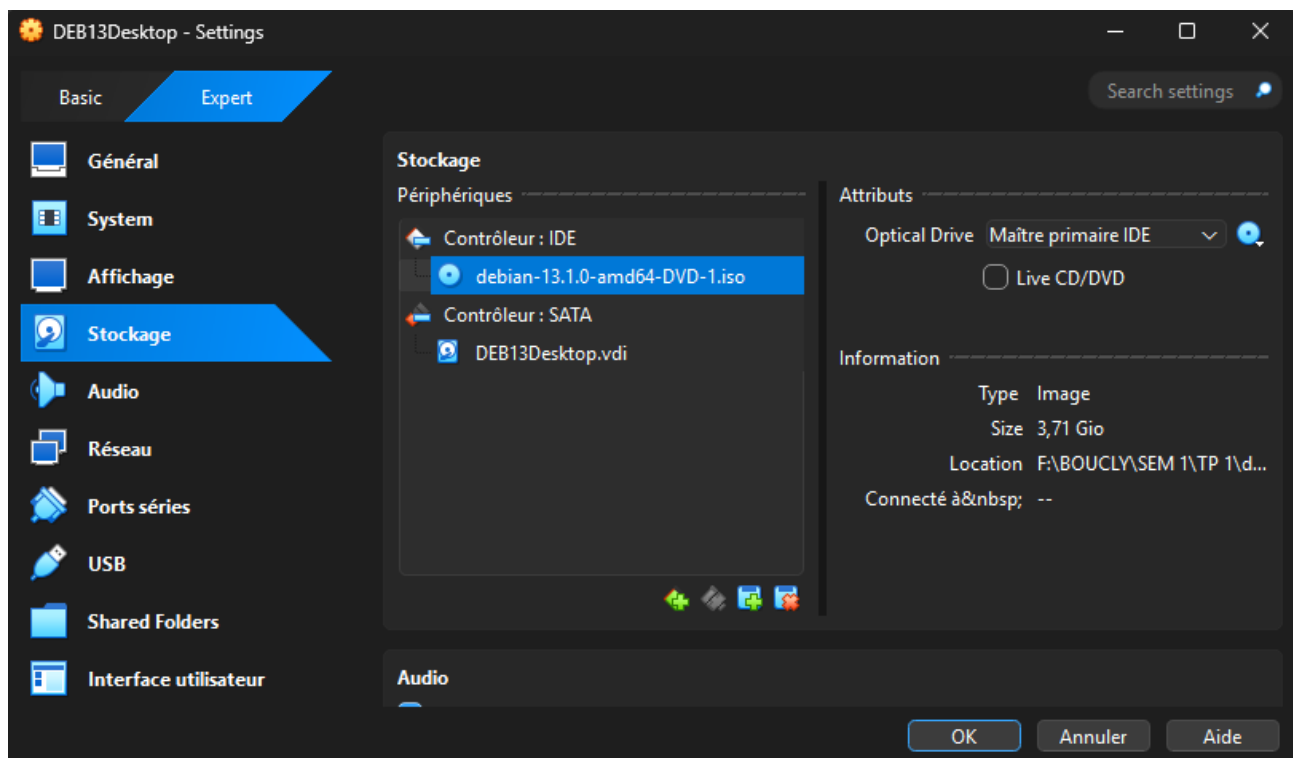 DEB13Desktop - Settings
Basic
Expert
Search settings
Général
System
Affichage
Stockage
Audio
Réseau
Ports séries
USB
Shared Folders
Interface utilisateur
Stockage
Périphériques
Contrôleur : IDE
debian-13.1.0-amd64-DVD-1.iso
Contrôleur : SATA
DEB13Desktop.vdi
Attributs
Optical Drive Maître primaire IDE
Live CD/DVD
Information
Type Image
Size 3,71 Gio
Location F:\BOUCLY\SEM 1\TP 1\d...
Connecté à&nbsp; --
Audio
OK Annuler Aide